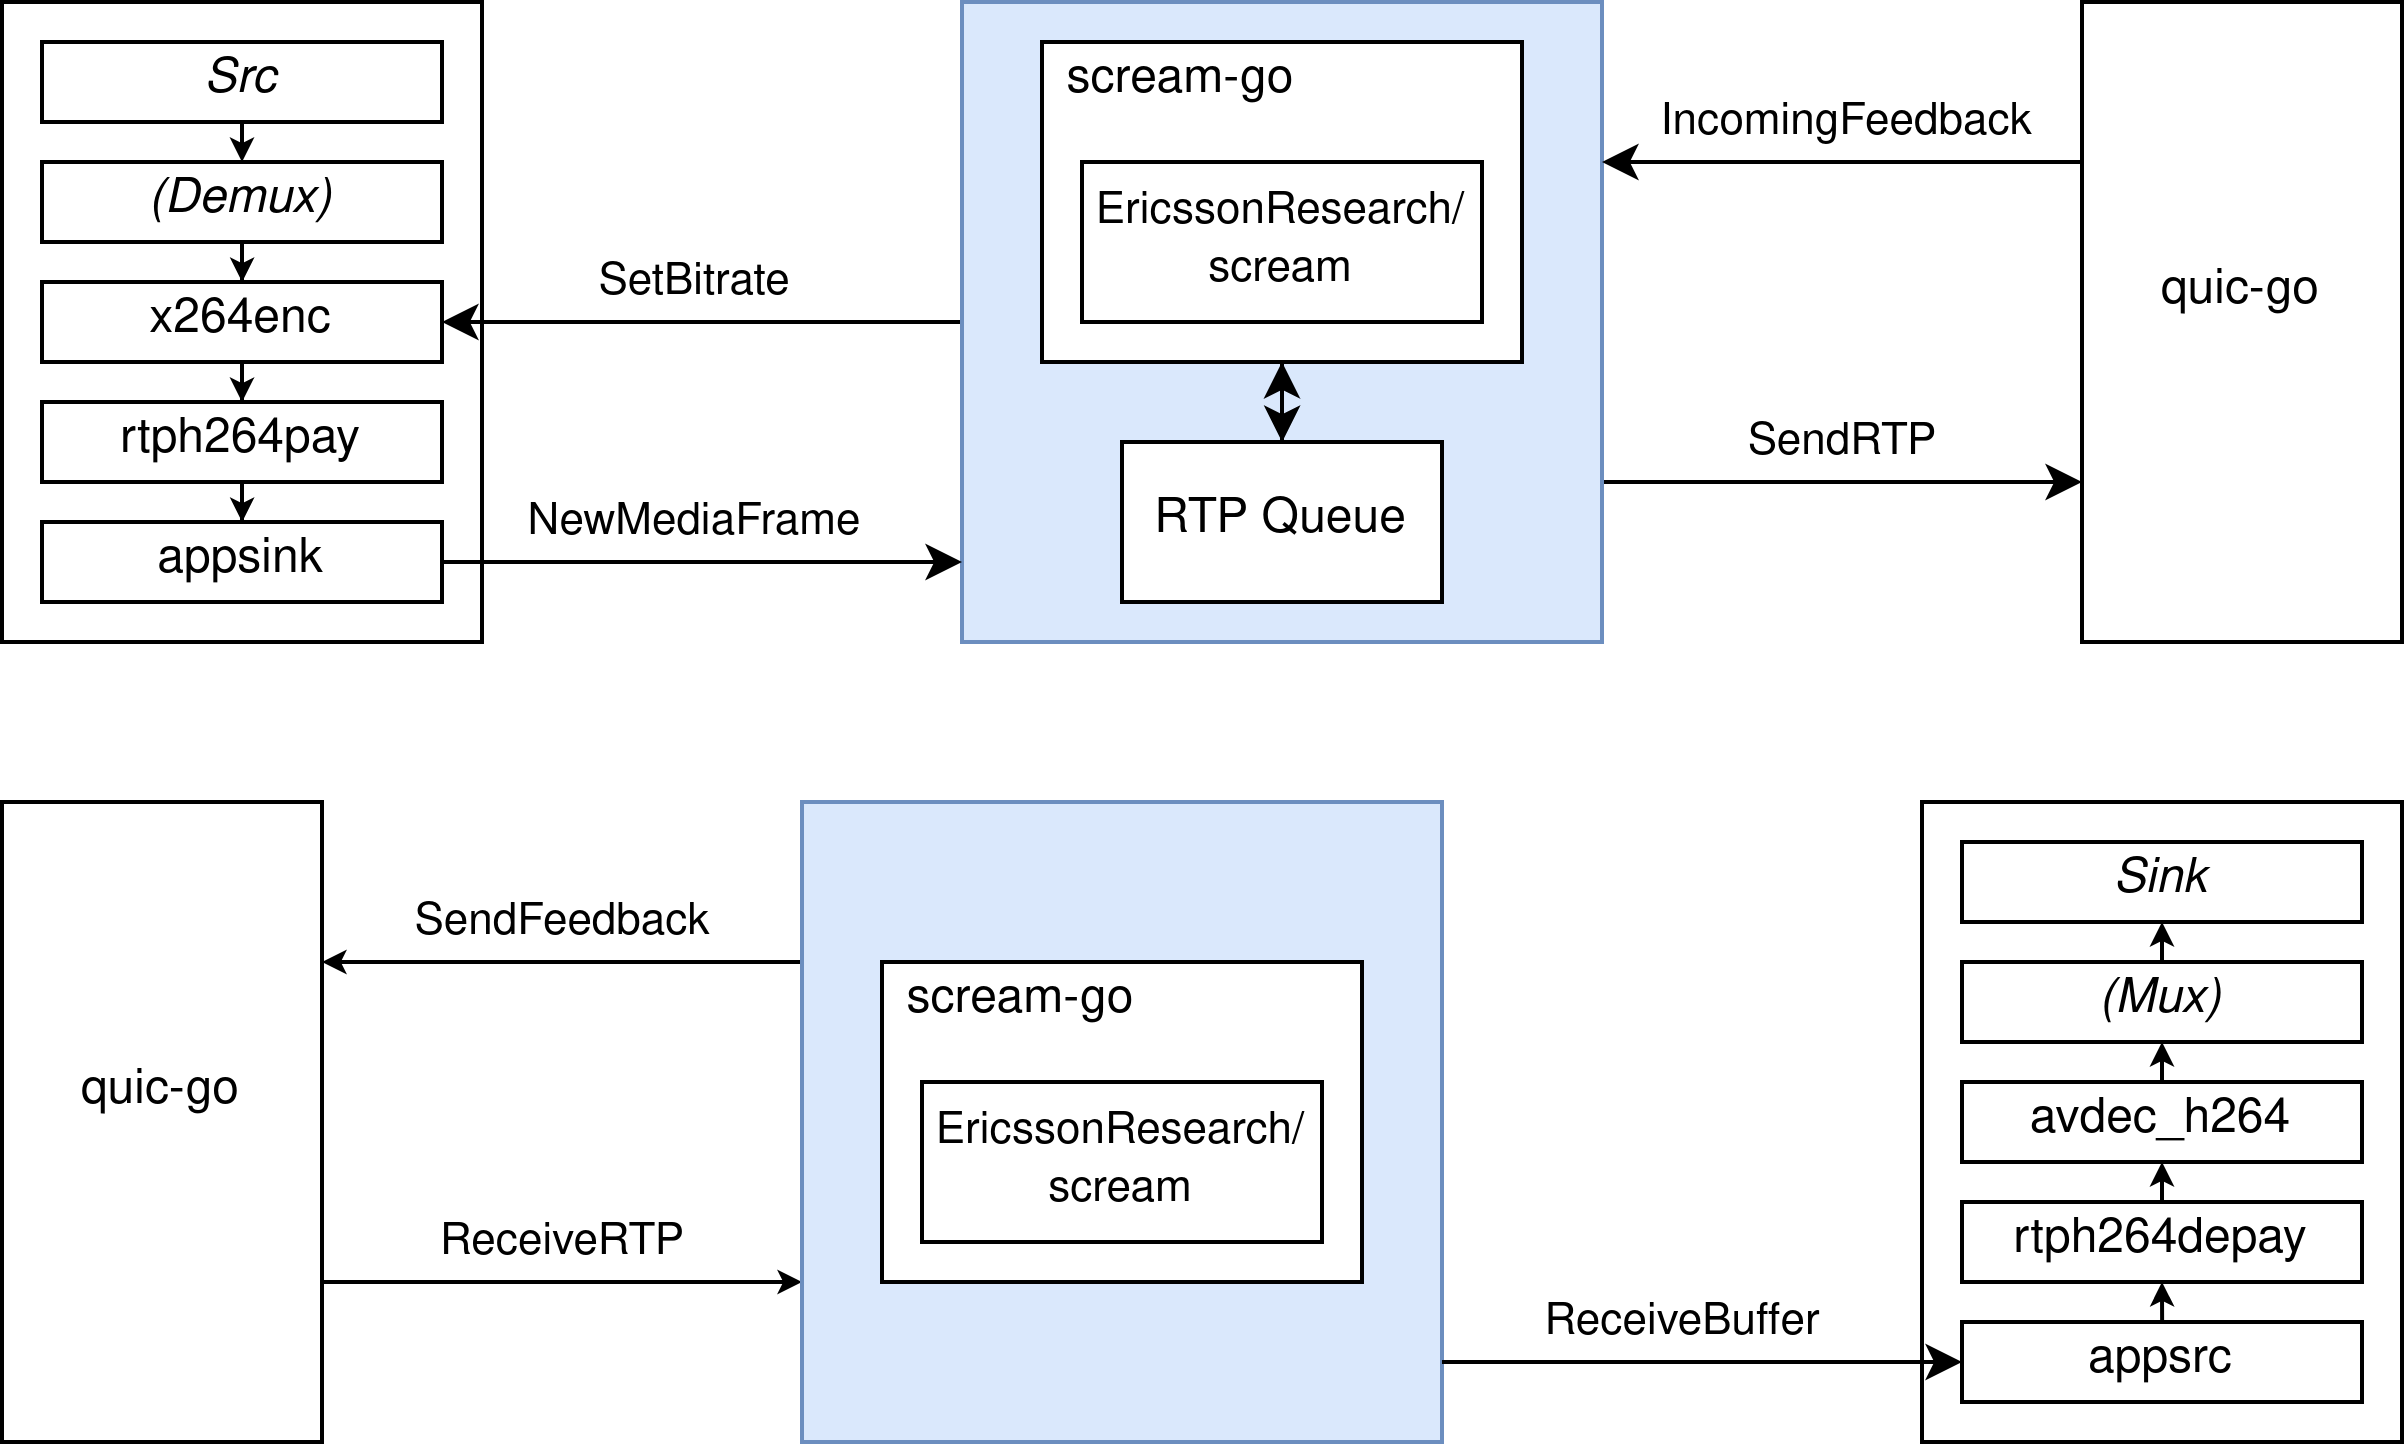 Src
(Demux)
x264enc
rtph264pay
appsink
SetBitrate
NewMediaFrame
scream-go
EricssonResearch/
scream
RTP Queue
IncomingFeedback
SendRTP
quic-go
quic-go
SendFeedback
ReceiveRTP
scream-go
EricssonResearch/
scream
ReceiveBuffer
Sink
(Mux)
avdec_h264
rtph264depay
appsrc